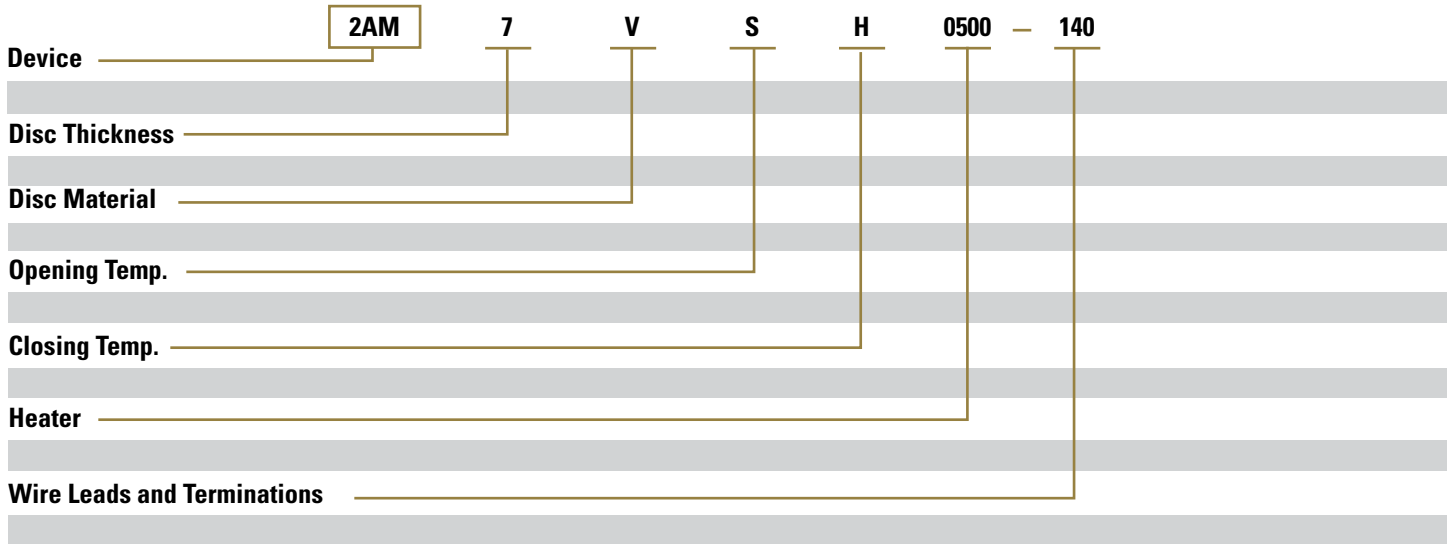 2AM 7 V S H 0500 – 140
Device
Disc Thickness
Disc Material
Opening Temp.
Closing Temp.
Heater
Wire Leads and Terminations